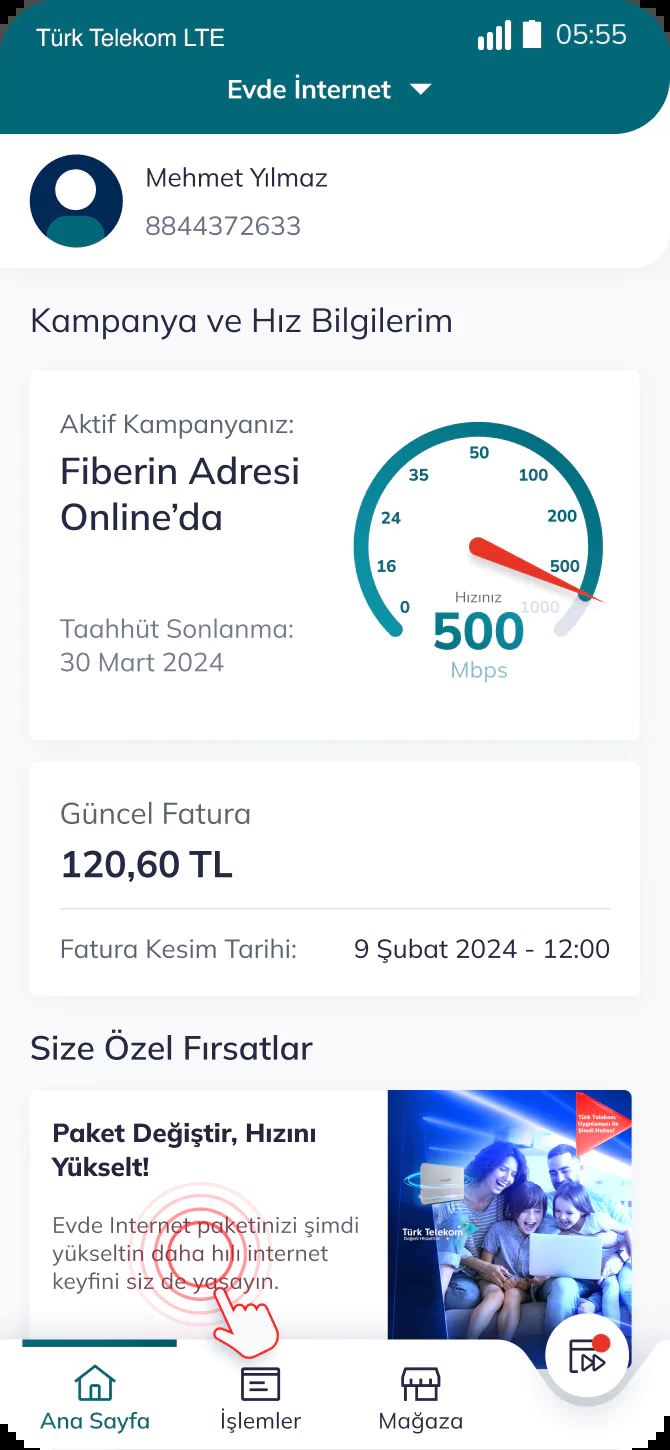 Türk Telekom LTE
05:55
Evde İnternet
Mehmet Yılmaz
8844372633
Kampanya ve Hız Bilgilerim
Aktif Kampanyanız:
Fiberin Adresi
Online’da
Taahhüt Sonlanma:
30 Mart 2024
0
16
24
35
50
100
200
500
1000
Hızınız
500
Mbps
Güncel Fatura
120,60 TL
Fatura Kesim Tarihi:
9 Şubat 2024 - 12:00
Size Özel Fırsatlar
Paket Değiştir, Hızını
Yükselt!
Evde Internet paketinizi şimdi
yükseltin daha hılı internet
keyfini siz de yaşayın.
Türk Telekom
Uygulaması ile
Şimdi Hızlan!
Türk Telekom
Değerli Hissettirir
Ana Sayfa
İşlemler
Mağaza